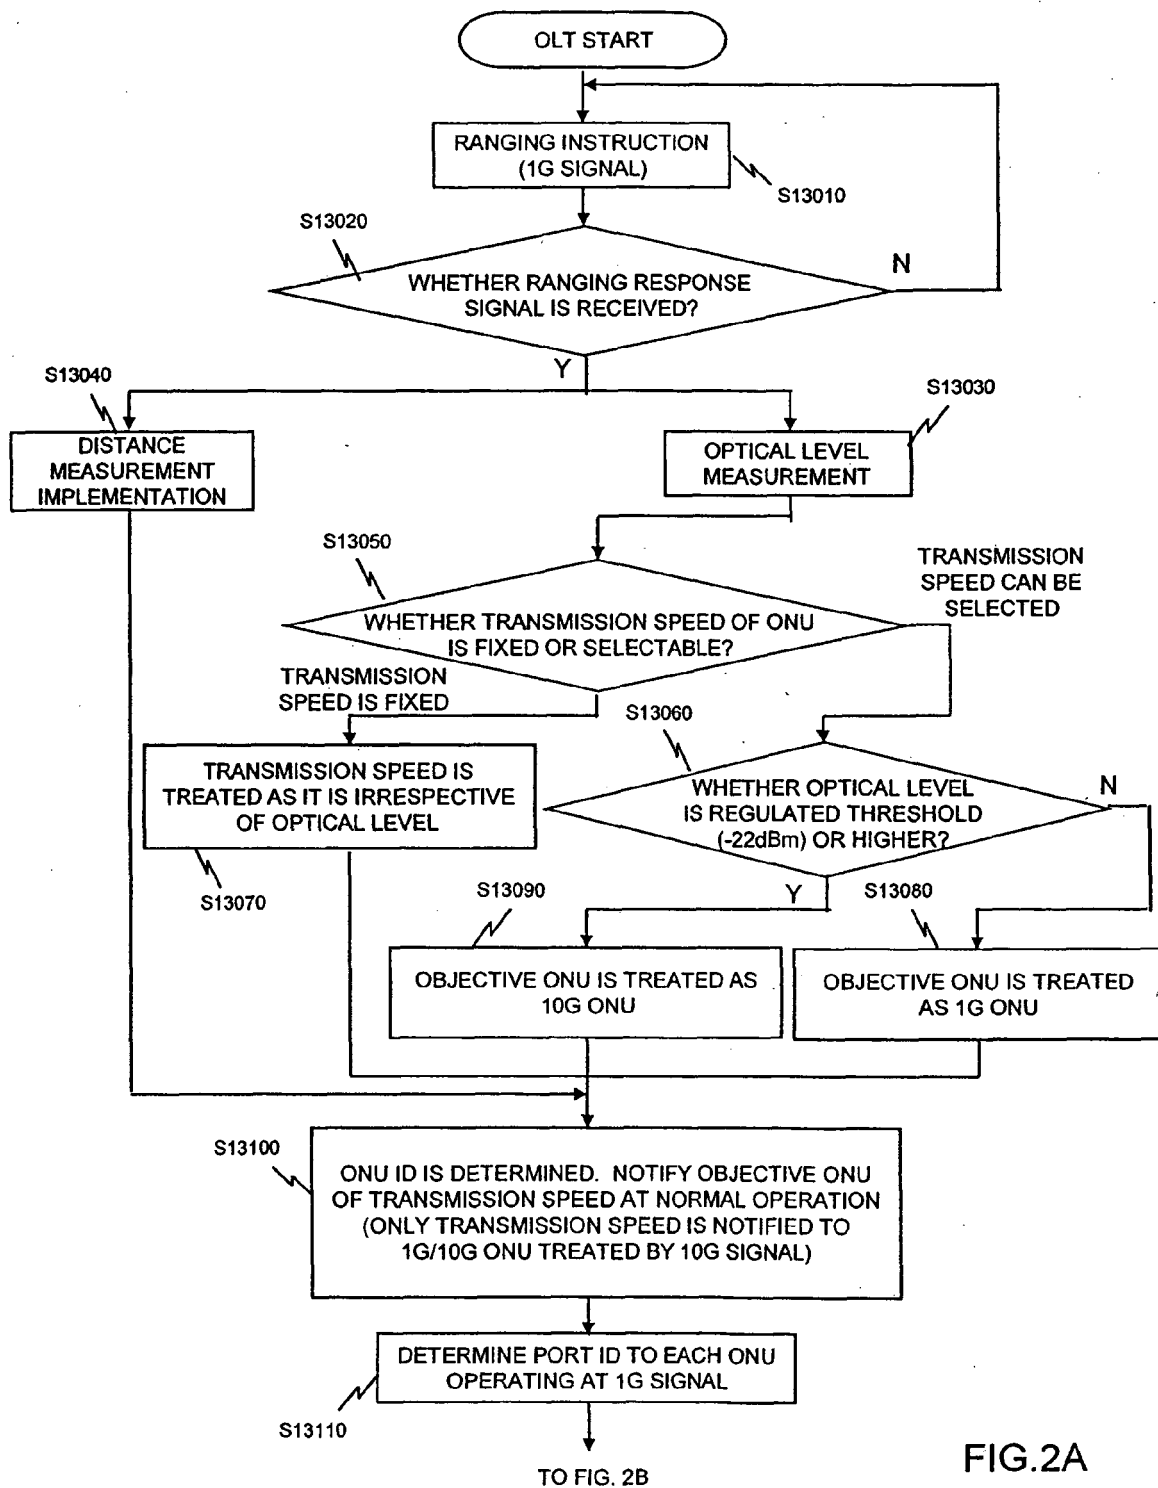 OLT START
RANGING INSTRUCTION
(1G SIGNAL)
S13010
S13020
WHETHER RANGING RESPONSE
SIGNAL IS RECEIVED?
N
Y
S13040
S13030
DISTANCE
MEASUREMENT
IMPLEMENTATION
OPTICAL LEVEL
MEASUREMENT
S13050
TRANSMISSION
SPEED CAN BE
SELECTED
WHETHER TRANSMISSION SPEED OF ONU
IS FIXED OR SELECTABLE?
TRANSMISSION
SPEED IS FIXED
S13060
TRANSMISSION SPEED IS
TREATED AS IT IS IRRESPECTIVE
OF OPTICAL LEVEL
S13070
WHETHER OPTICAL LEVEL
IS REGULATED THRESHOLD
(-22dBm) OR HIGHER?
N
Y
S13090
S13080
OBJECTIVE ONU IS TREATED AS
10G ONU
OBJECTIVE ONU IS TREATED
AS 1G ONU
S13100
ONU ID IS DETERMINED. NOTIFY OBJECTIVE ONU
OF TRANSMISSION SPEED AT NORMAL OPERATION
(ONLY TRANSMISSION SPEED IS NOTIFIED TO
1G/10G ONU TREATED BY 10G SIGNAL)
DETERMINE PORT ID TO EACH ONU
OPERATING AT 1G SIGNAL
S13110
TO FIG. 2B
FIG.2A